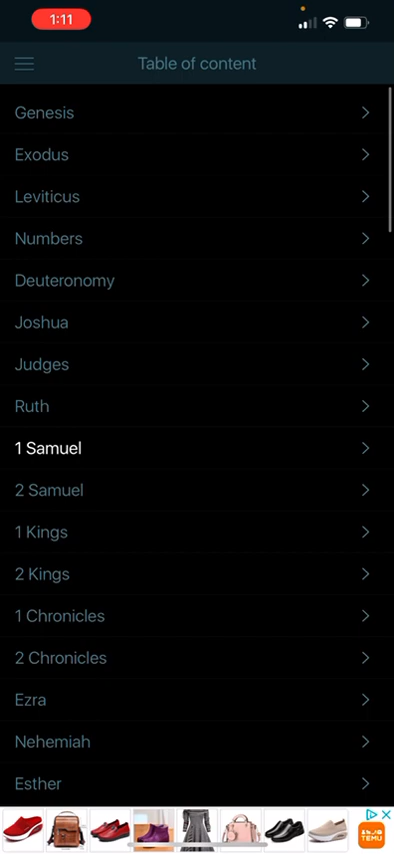 1:11
Table of content
Genesis
Exodus
Leviticus
Numbers
Deuteronomy
Joshua
Judges
Ruth
1 Samuel
2 Samuel
1 Kings
2 Kings
1 Chronicles
2 Chronicles
Ezra
Nehemiah
Esther
TEMU